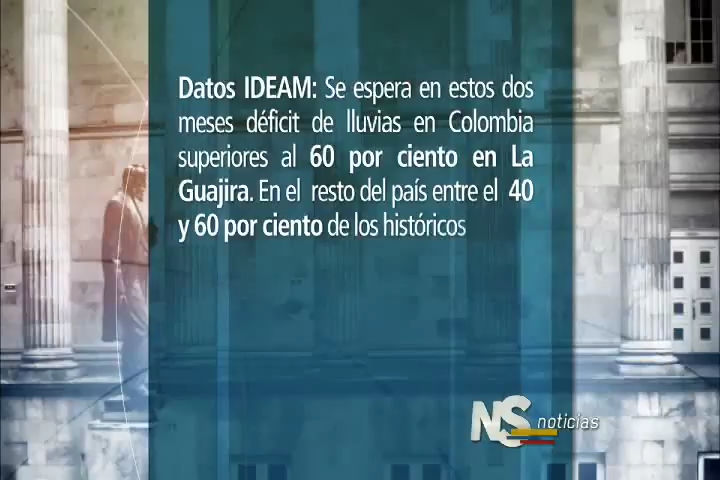 Datos IDEAM: Se espera en estos dos
meses déficit de lluvias en Colombia
superiores al 60 por ciento en La
Guajira. En el resto del país entre el 40
y 60 por ciento de los históricos
NS noticias